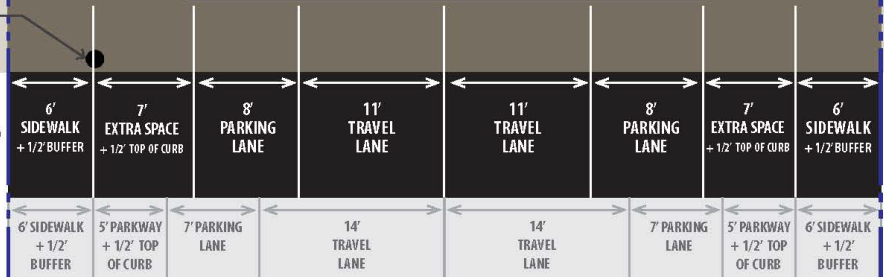 6'
SIDEWALK
+ 1/2' BUFFER
7'
EXTRA SPACE
+ 1/2' TOP OF CURB
8'
PARKING
LANE
11'
TRAVEL
LANE
11'
TRAVEL
LANE
8'
PARKING
LANE
7'
EXTRA SPACE
+ 1/2' TOP OF CURB
6'
SIDEWALK
+ 1/2' BUFFER
6' SIDEWALK
+ 1/2'
BUFFER
5' PARKWAY
+ 1/2' TOP
OF CURB
7' PARKING
LANE
14'
TRAVEL
LANE
14'
TRAVEL
LANE
7' PARKING
LANE
5' PARKWAY
+ 1/2' TOP
OF CURB
6' SIDEWALK
+ 1/2'
BUFFER